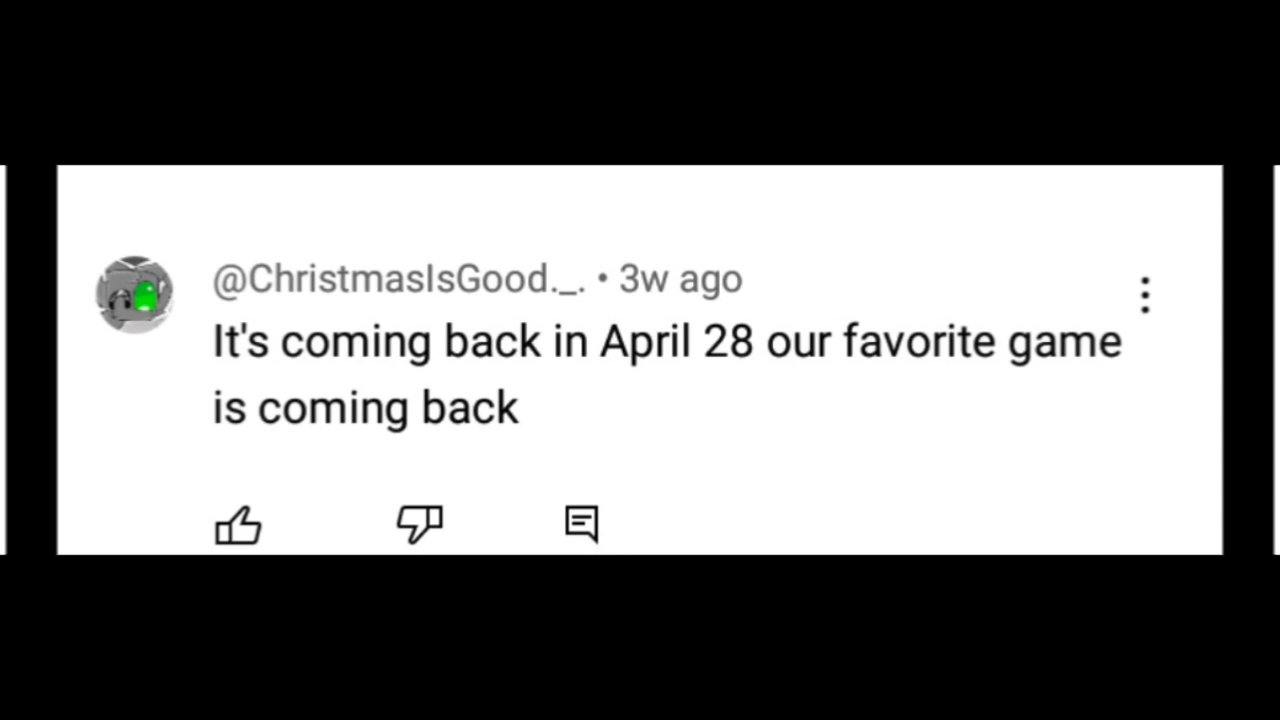 @ChristmasIsGood._. • 3w ago
It's coming back in April 28 our favorite game
is coming back